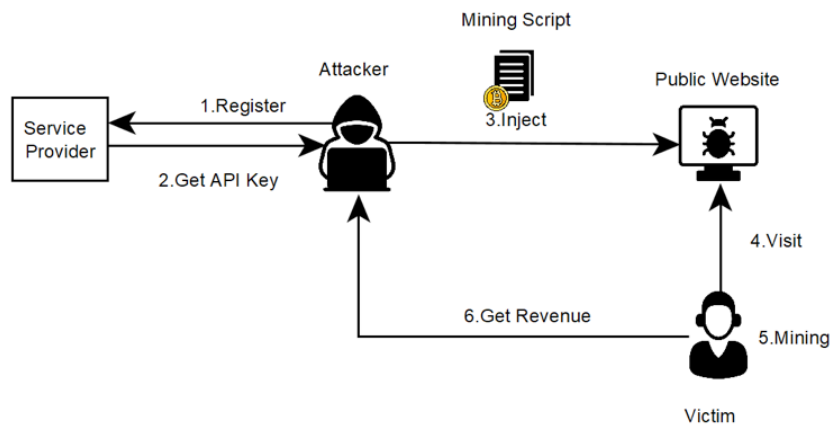 Mining Script
Attacker
Public Website
1.Register
3.Inject
Service
Provider
2.Get API Key
4.Visit
6.Get Revenue
5.Mining
Victim